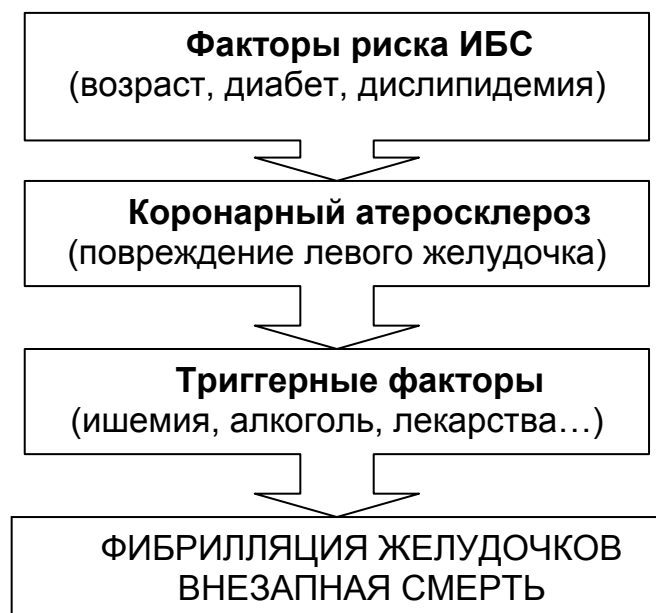 Факторы риска ИБС
(возраст, диабет, дислипидемия)
Коронарный атеросклероз
(повреждение левого желудочка)
Триггерные факторы
(ишемия, алкоголь, лекарства…)
ФИБРИЛЛЯЦИЯ ЖЕЛУДОЧКОВ
ВНЕЗАПНАЯ СМЕРТЬ